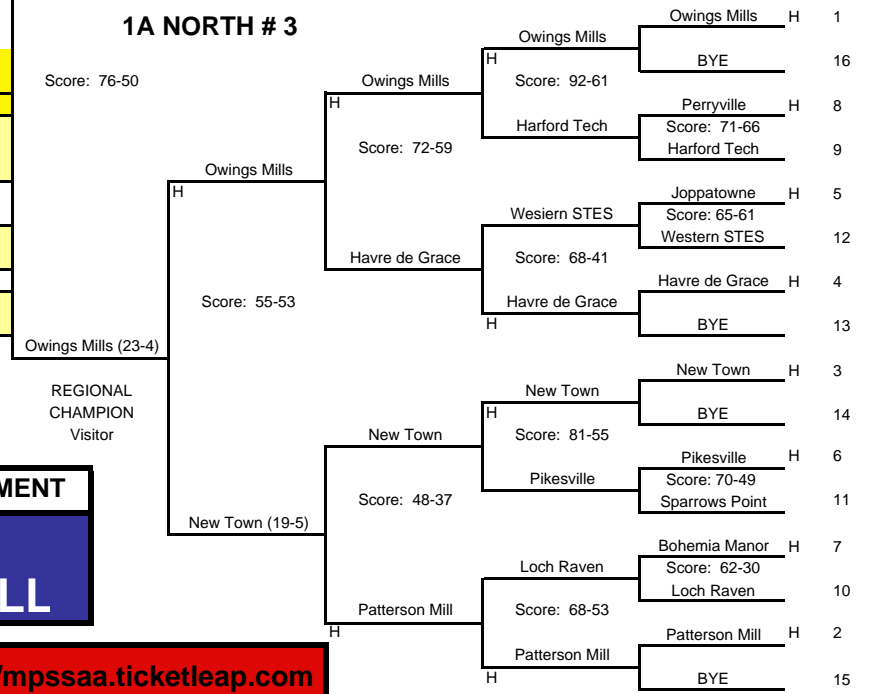 1A NORTH # 3
Owings Mills H 1
BYE 16
Owings Mills
H
Score: 92-61
Perryville H 8
Score: 71-66
Harford Tech 9
Harford Tech
Owings Mills
H
Score: 72-59
Joppatowne H 5
Score: 65-61
Western STES 12
Wesiern STES
Score: 68-41
Havre de Grace H 4
BYE 13
Havre de Grace
H
Havre de Grace
Score: 76-50
Owings Mills
H
Score: 55-53
Owings Mills (23-4)
REGIONAL
CHAMPION
Visitor
New Town H 3
BYE 14
New Town
H
Score: 81-55
Pikesville H 6
Score: 70-49
Sparrows Point 11
Pikesville
New Town
Score: 48-37
New Town (19-5)
Bohemia Manor H 7
Score: 62-30
Loch Raven 10
Loch Raven
Score: 68-53
Patterson Mill H 2
BYE 15
Patterson Mill
H
Patterson Mill
H
MENT
LL
/mpssaa.ticketleap.com